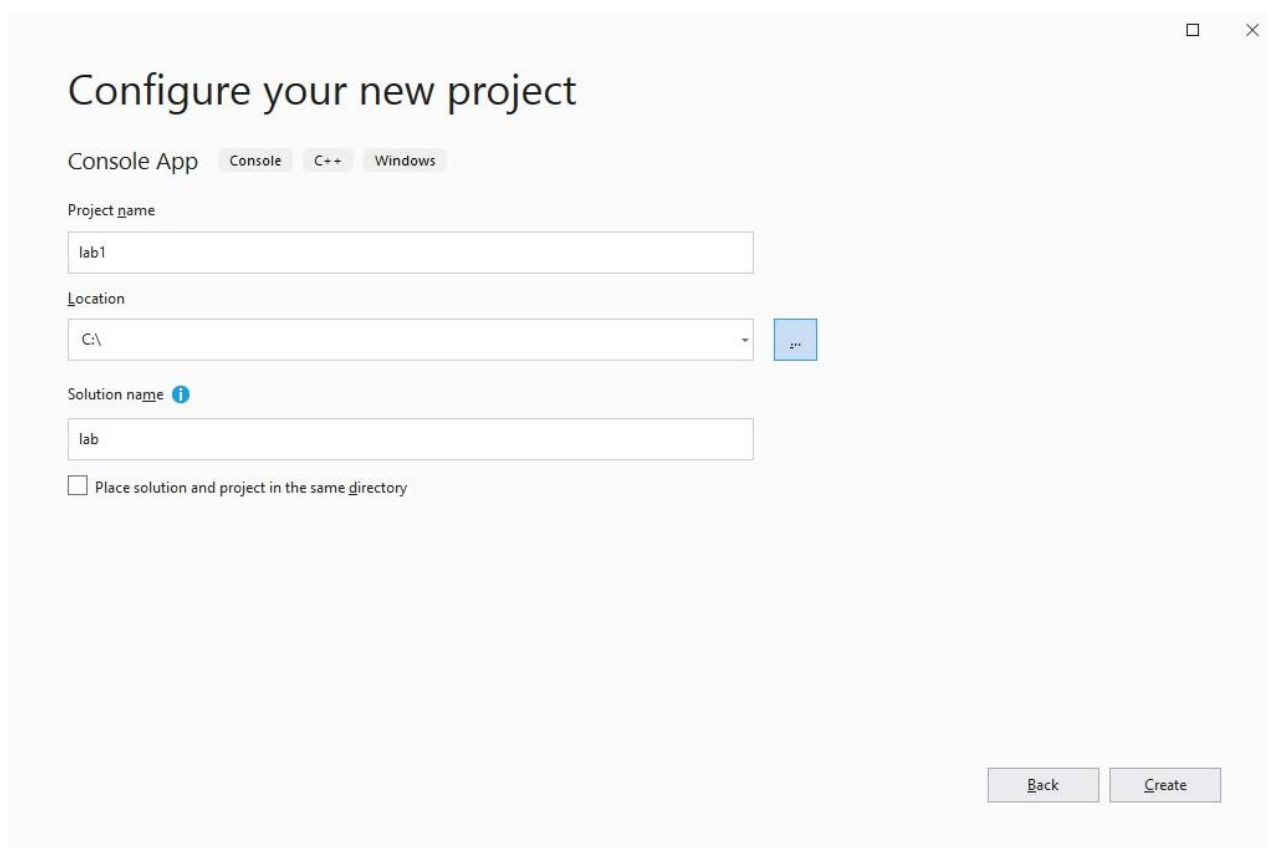 Configure your new project
Console App Console C++ Windows
Project name
lab1
Location
C:\
...
Solution name
lab
Place solution and project in the same directory
Back Create